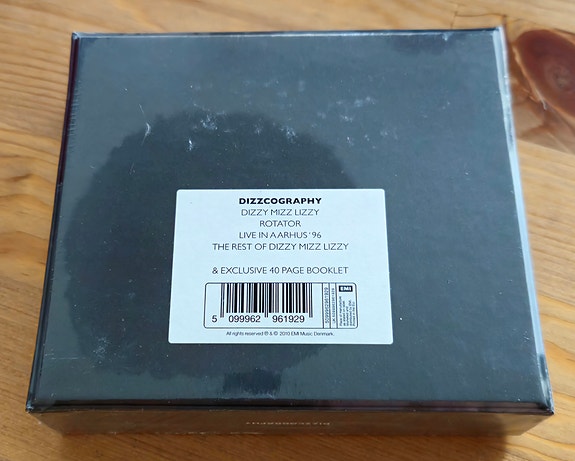 DIZZCOGRAPHY
DIZZY MIZZ LIZZY
ROTATOR
LIVE IN AARHUS '96
THE REST OF DIZZY MIZZ LIZZY
& EXCLUSIVE 40 PAGE BOOKLET
5 099962 961929
EMI
All rights reserved ℗ & © 2010 EMI Music Denmark.
DIZZCOGRAPHY